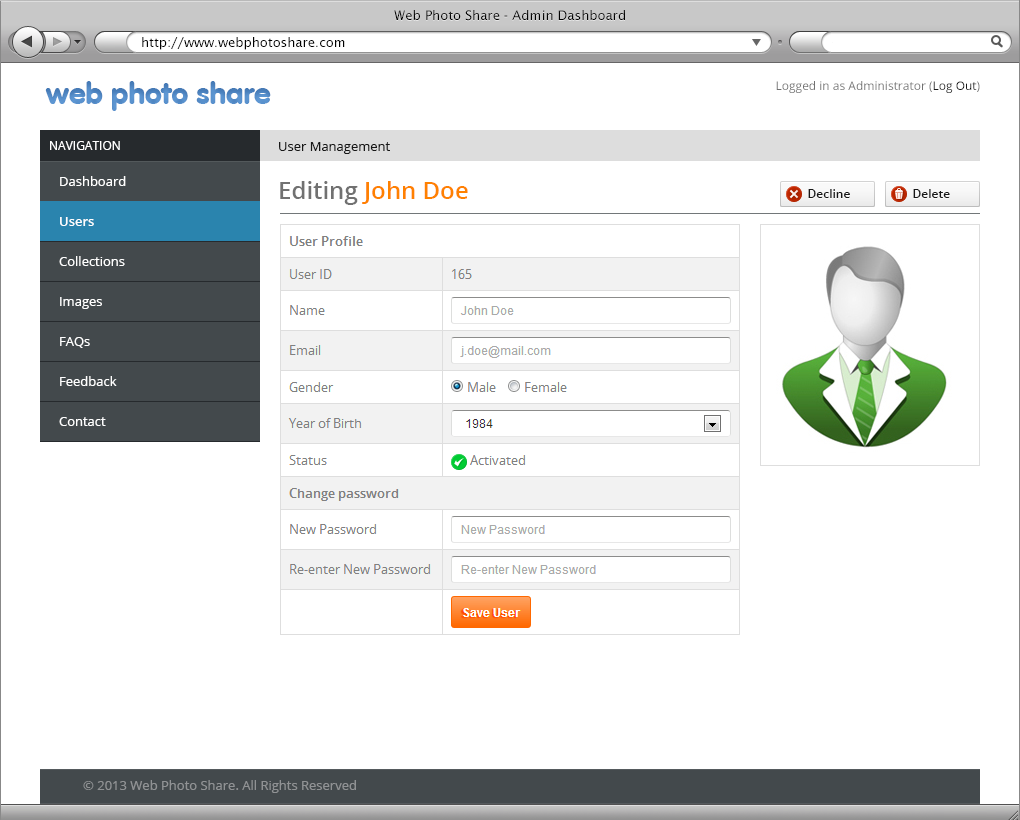 Web Photo Share - Admin Dashboard
http://www.webphotoshare.com
web photo share
Logged in as Administrator (Log Out)
NAVIGATION
Dashboard
Users
Collections
Images
FAQs
Feedback
Contact
User Management
Editing John Doe
Decline
Delete
User Profile
User ID 165
Name John Doe
Email j.doe@mail.com
Gender Male Female
Year of Birth 1984
Status Activated
Change password
New Password New Password
Re-enter New Password Re-enter New Password
Save User
© 2013 Web Photo Share. All Rights Reserved